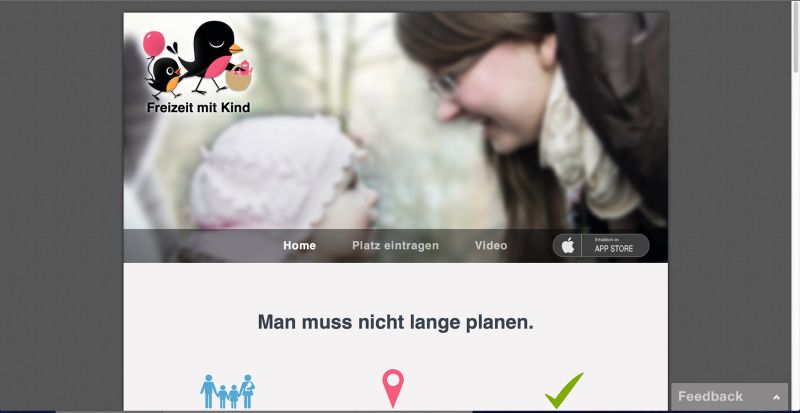 Freizeit mit Kind
Home
Platz eintragen
Video
Erhältlich im
APP STORE
Man muss nicht lange planen.
Feedback